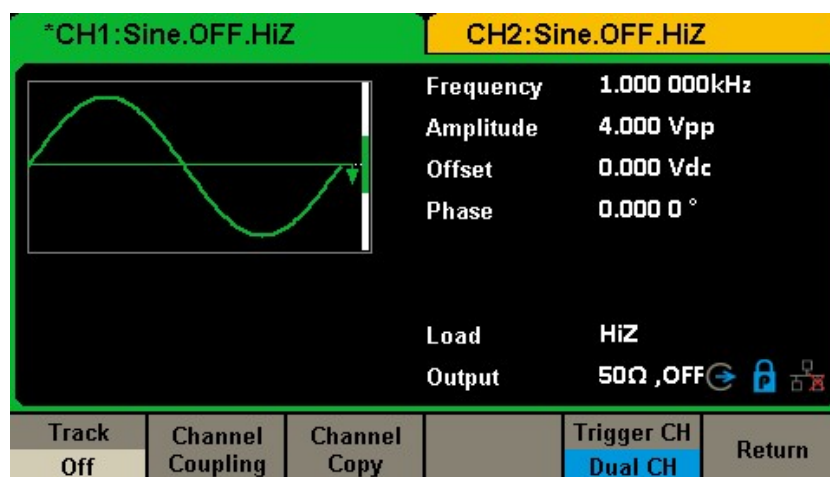 *CH1:Sine.OFF.HiZ CH2:Sine.OFF.HiZ
Frequency 1.000 000kHz
Amplitude 4.000 Vpp
Offset 0.000 Vdc
Phase 0.000 0 °
Load HiZ
Output 50Ω ,OFF
Track
Off
Channel
Coupling
Channel
Copy
Trigger CH
Dual CH
Return